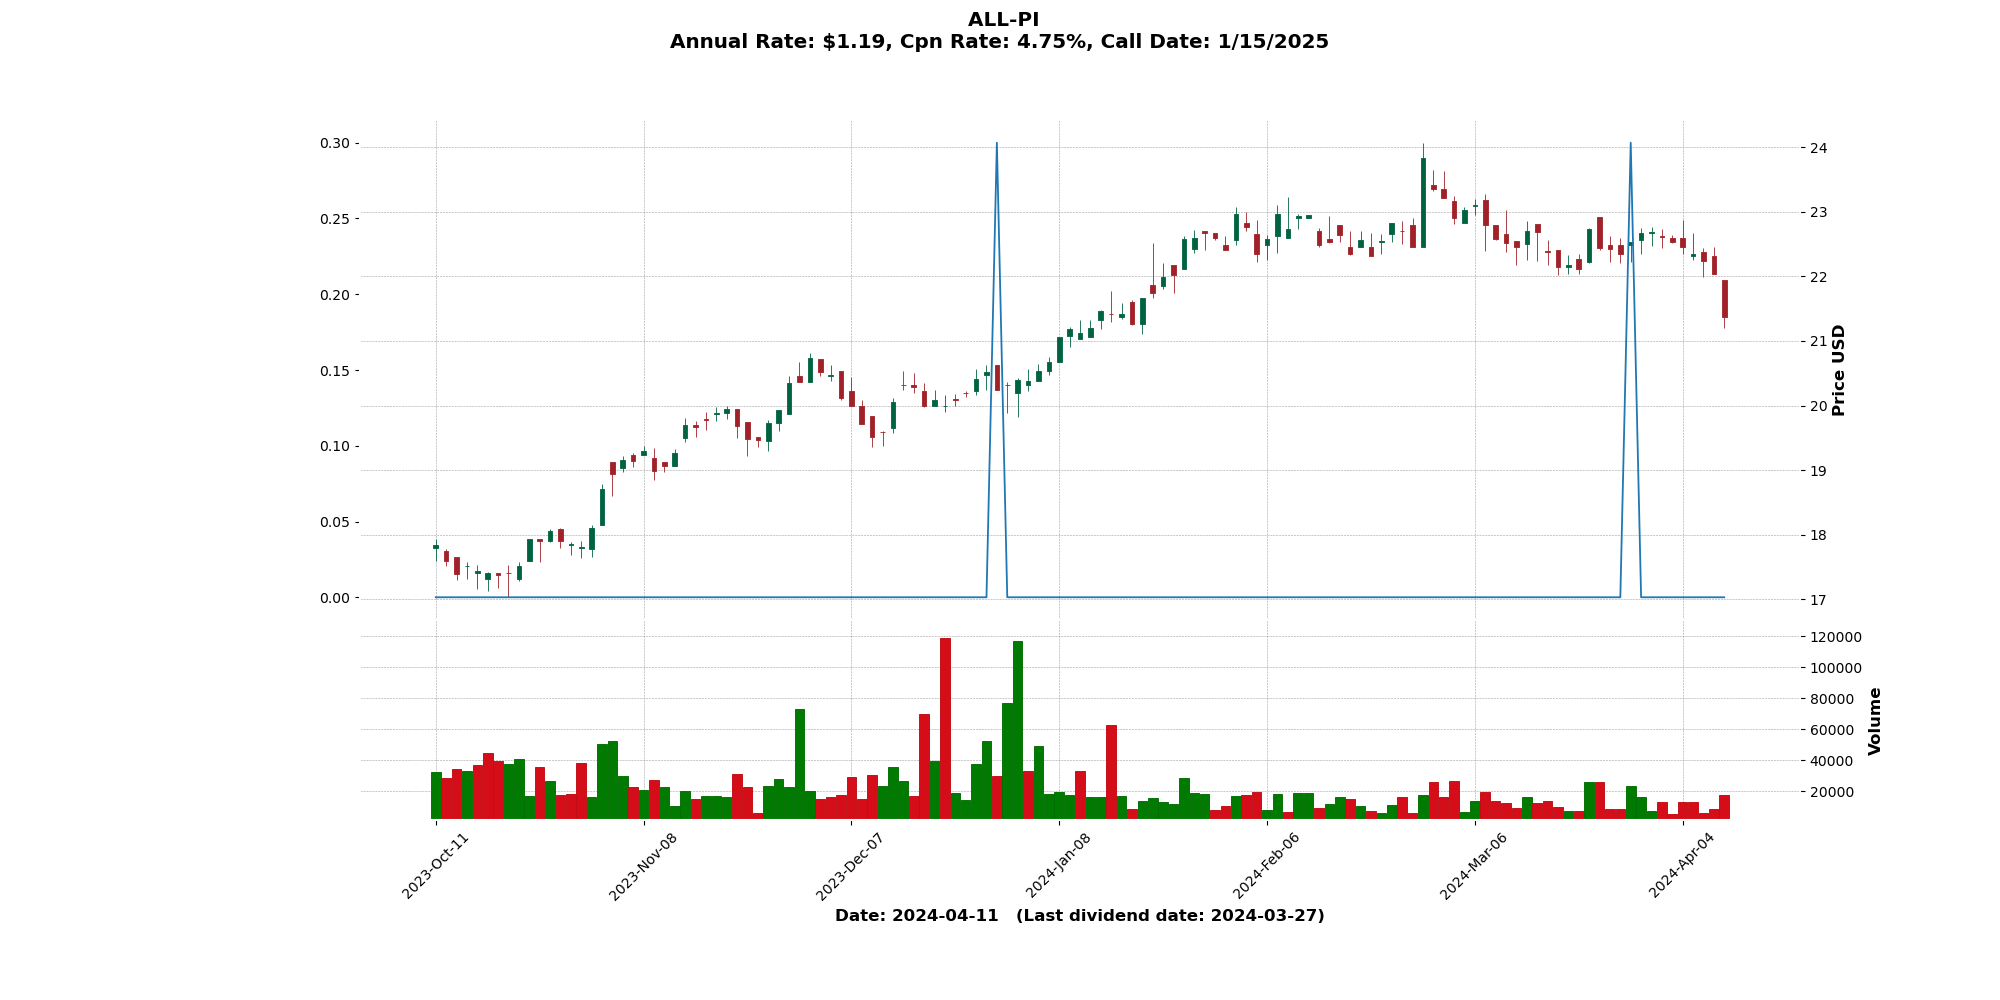 ALL-PI
Annual Rate: $1.19, Cpn Rate: 4.75%, Call Date: 1/15/2025
0.30
0.25
0.20
0.15
0.10
0.05
0.00
24
23
22
21
20
19
18
17
Price USD
120000
100000
80000
60000
40000
20000
Volume
2023-Oct-11
2023-Nov-08
2023-Dec-07
2024-Jan-08
2024-Feb-06
2024-Mar-06
2024-Apr-04
Date: 2024-04-11 (Last dividend date: 2024-03-27)